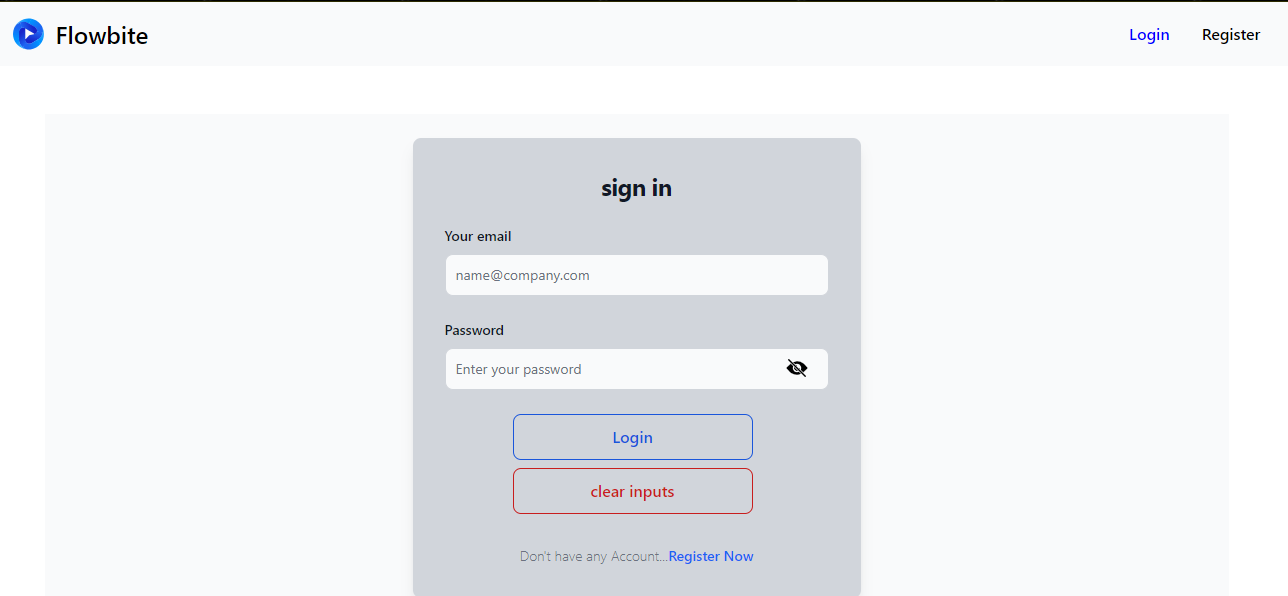 Flowbite
Login
Register
sign in
Your email
name@company.com
Password
Enter your password
Login
clear inputs
Don't have any Account...Register Now